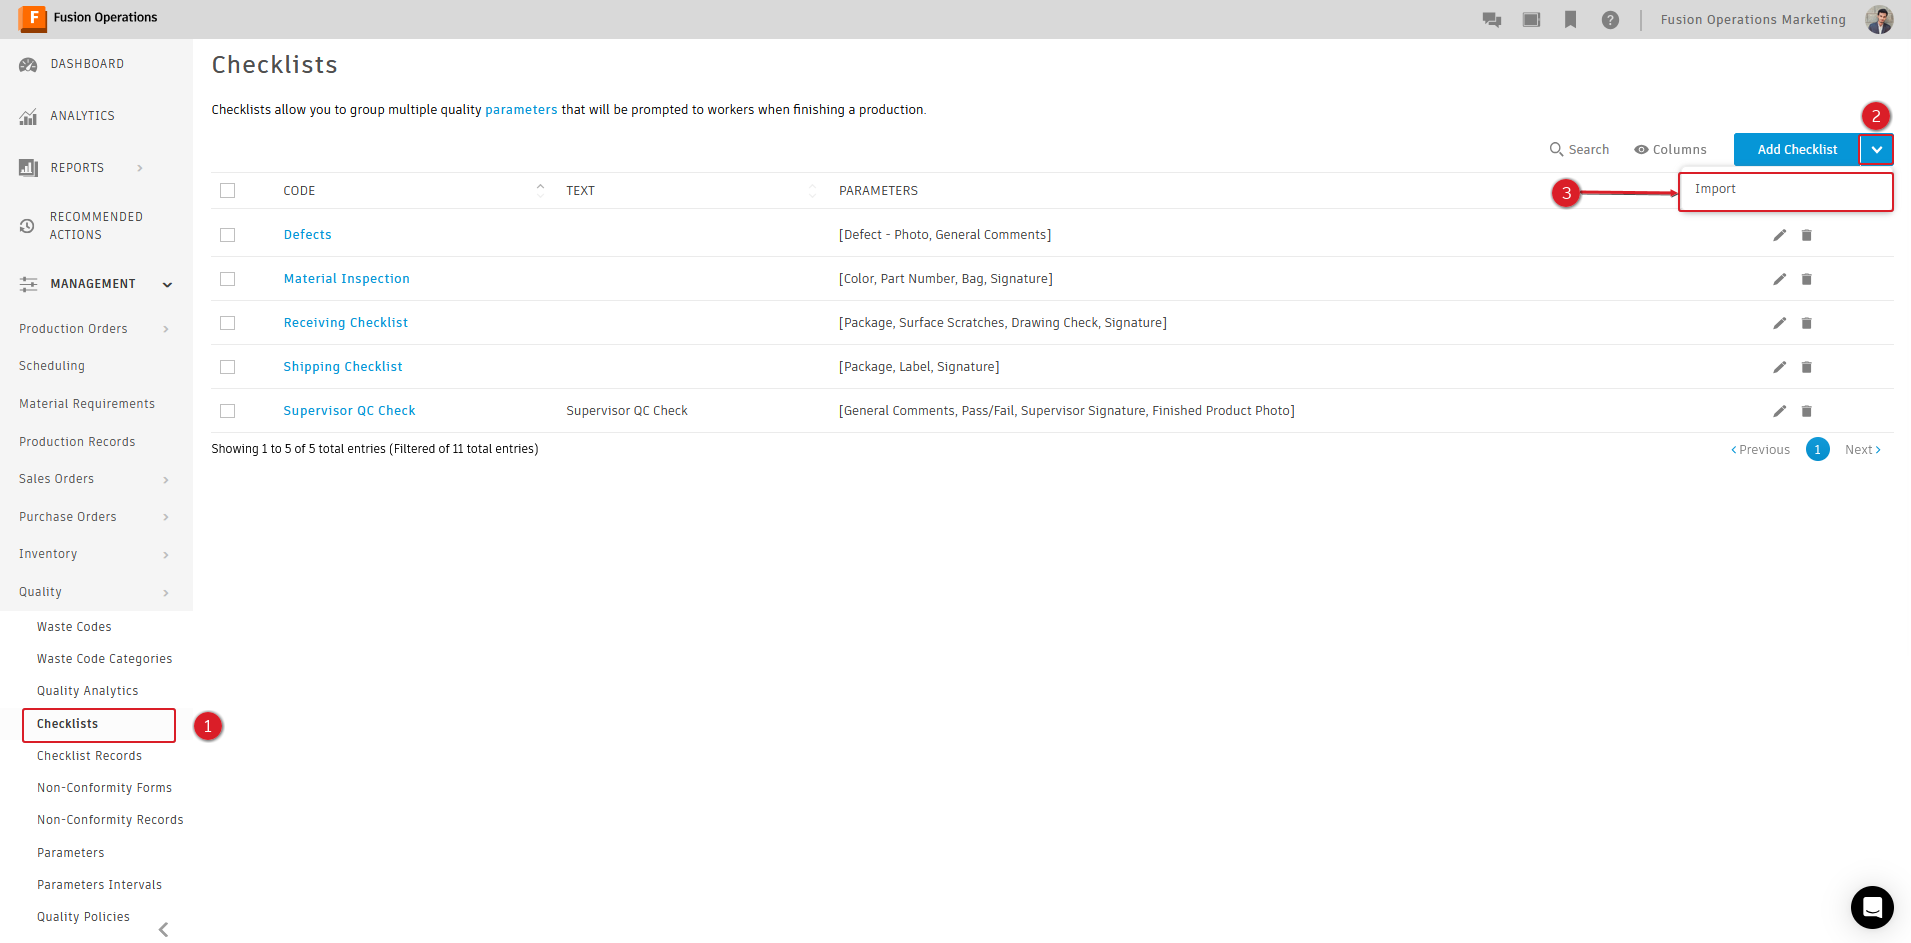 F Fusion Operations
? Fusion Operations Marketing
DASHBOARD
ANALYTICS
REPORTS
RECOMMENDED
ACTIONS
MANAGEMENT
Production Orders
Scheduling
Material Requirements
Production Records
Sales Orders
Purchase Orders
Inventory
Quality
Waste Codes
Waste Code Categories
Quality Analytics
Checklists 1
Checklist Records
Non-Conformity Forms
Non-Conformity Records
Parameters
Parameters Intervals
Quality Policies
Checklists
Checklists allow you to group multiple quality parameters that will be prompted to workers when finishing a production.
2
Search Columns Add Checklist
3 Import
CODE TEXT PARAMETERS
Defects [Defect - Photo, General Comments]
Material Inspection [Color, Part Number, Bag, Signature]
Receiving Checklist [Package, Surface Scratches, Drawing Check, Signature]
Shipping Checklist [Package, Label, Signature]
Supervisor QC Check Supervisor QC Check [General Comments, Pass/Fail, Supervisor Signature, Finished Product Photo]
Showing 1 to 5 of 5 total entries (Filtered of 11 total entries) Previous 1 Next